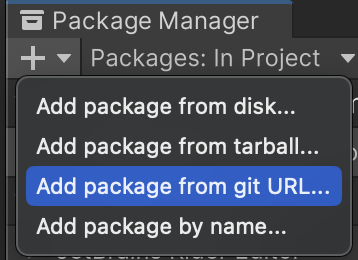 Package Manager
Packages: In Project
Add package from disk...
Add package from tarball...
Add package from git URL...
Add package by name...